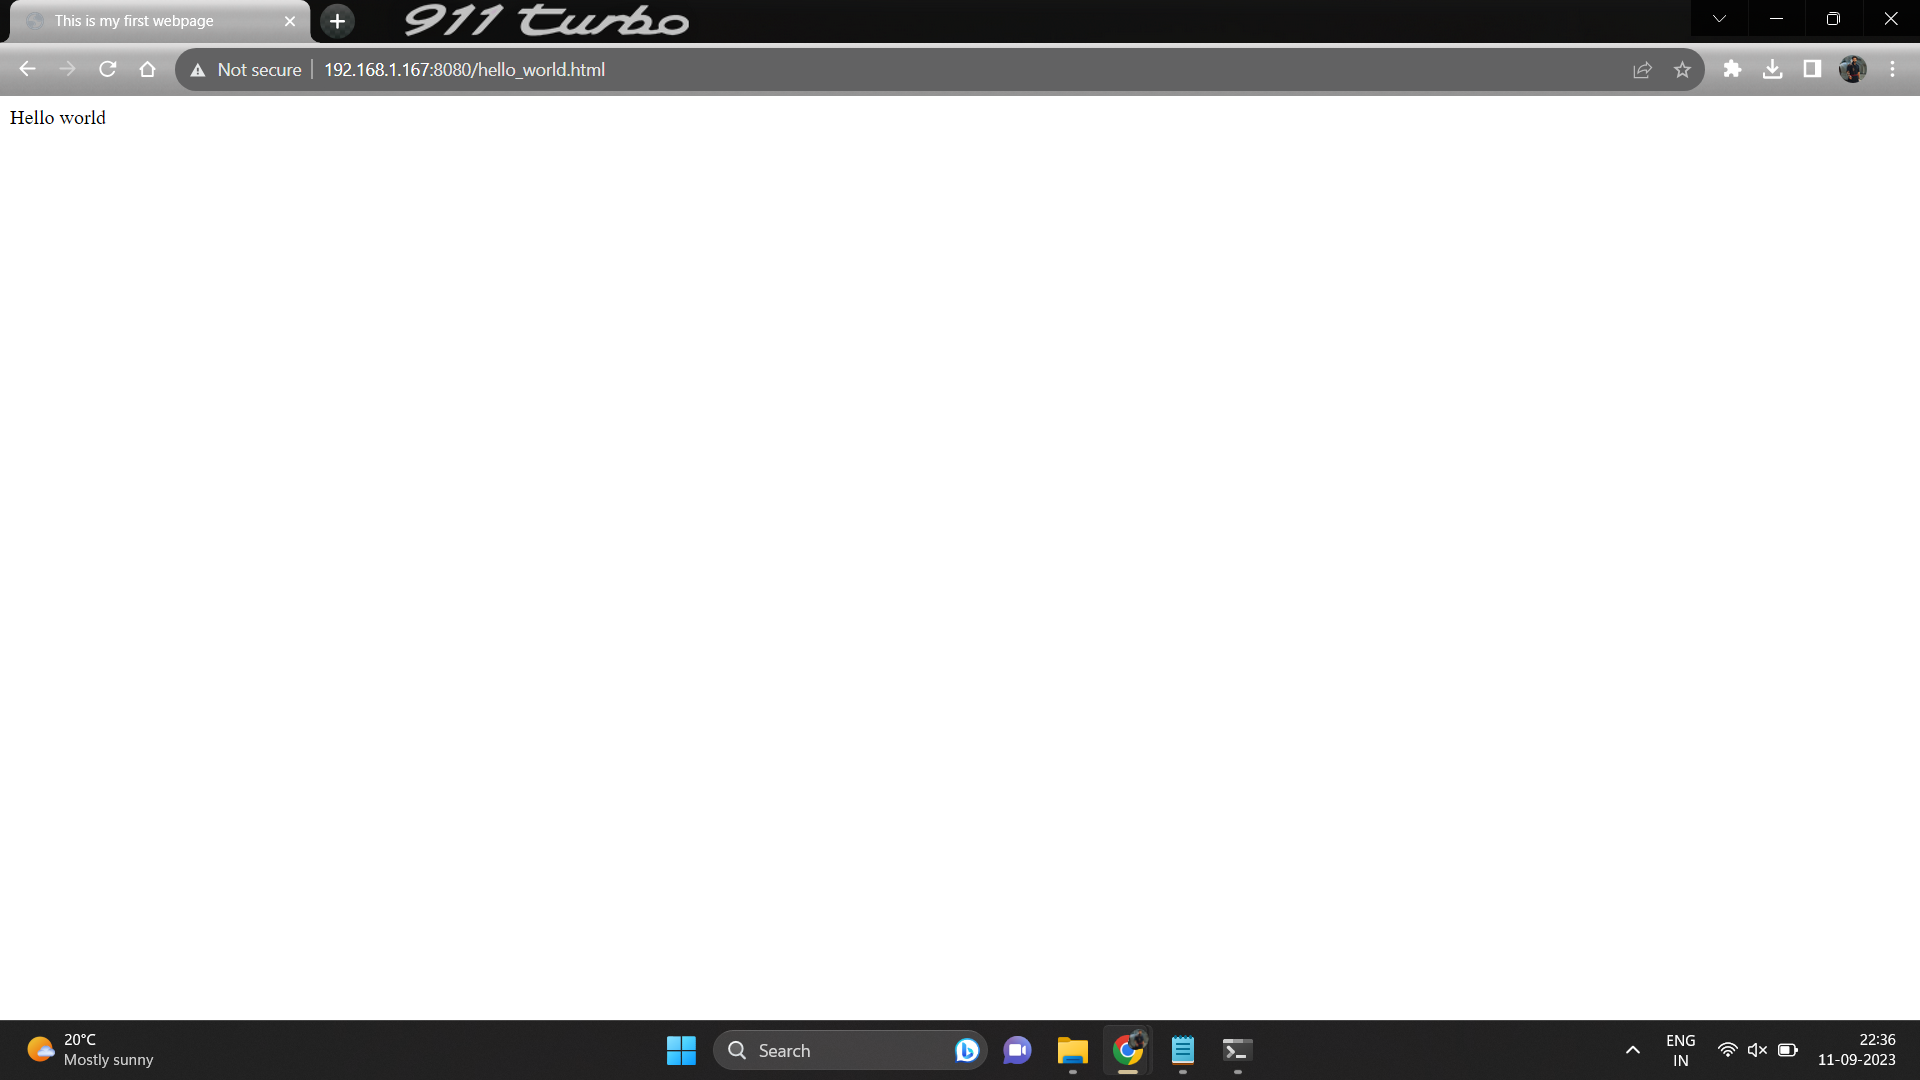 This is my first webpage
911 turbo
Not secure
192.168.1.167:8080/hello_world.html
Hello world
20°C
Mostly sunny
Search
ENG
IN
22:36
11-09-2023